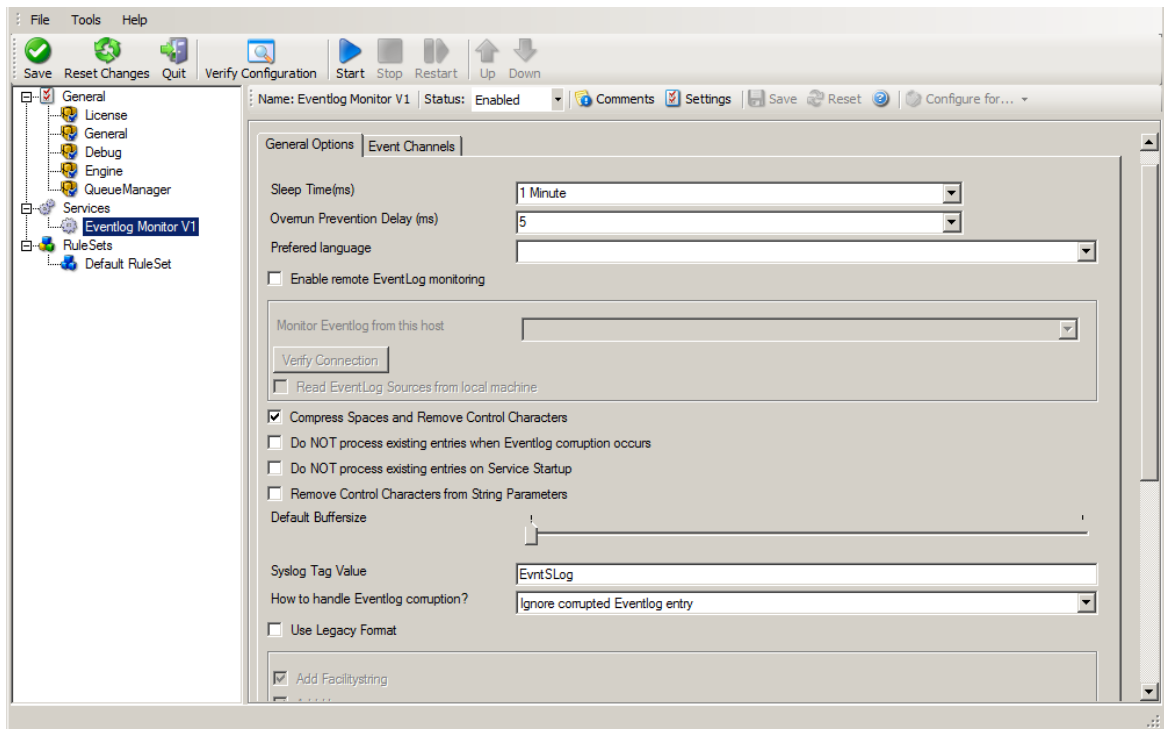 File Tools Help
Save Reset Changes Quit Verify Configuration Start Stop Restart Up Down
General
License
General
Debug
Engine
QueueManager
Services
Eventlog Monitor V1
RuleSets
Default RuleSet
Name: Eventlog Monitor V1 Status: Enabled Comments Settings Save Reset Configure for...
General Options Event Channels
Sleep Time(ms) 1 Minute
Overrun Prevention Delay (ms) 5
Prefered language
Enable remote EventLog monitoring
Monitor Eventlog from this host
Verify Connection
Read EventLog Sources from local machine
Compress Spaces and Remove Control Characters
Do NOT process existing entries when Eventlog corruption occurs
Do NOT process existing entries on Service Startup
Remove Control Characters from String Parameters
Default Buffersize
Syslog Tag Value EvntSLog
How to handle Eventlog corruption? Ignore corrupted Eventlog entry
Use Legacy Format
Add Facilitystring